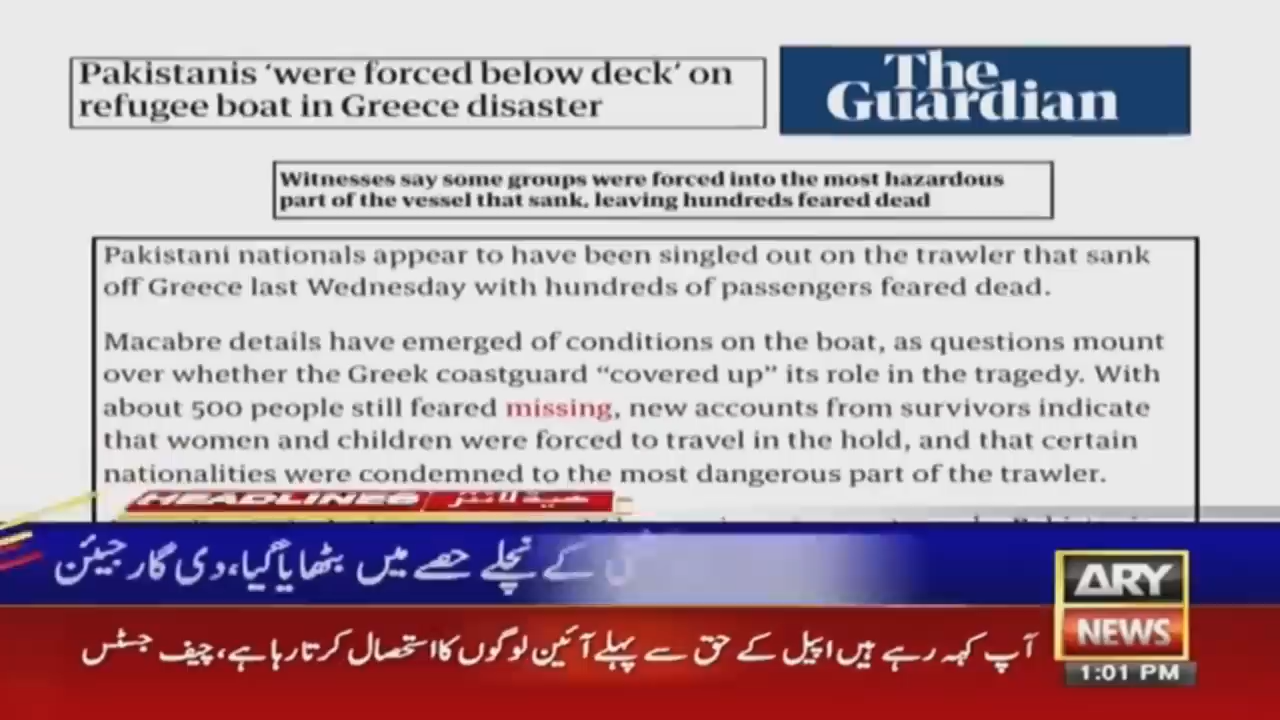 Pakistanis ‘were forced below deck’ on
refugee boat in Greece disaster
The
Guardian
Witnesses say some groups were forced into the most hazardous
part of the vessel that sank, leaving hundreds feared dead
Pakistani nationals appear to have been singled out on the trawler that sank
off Greece last Wednesday with hundreds of passengers feared dead.
Macabre details have emerged of conditions on the boat, as questions mount
over whether the Greek coastguard “covered up” its role in the tragedy. With
about 500 people still feared missing, new accounts from survivors indicate
that women and children were forced to travel in the hold, and that certain
nationalities were condemned to the most dangerous part of the trawler.
HEADLINES ہیڈلائنز
کے نچلے حصے میں بٹھایا گیا، دی گارجیئن
آپ کہہ رہے ہیں اپیل کے حق سے پہلے آئین لوگوں کا استحصال کرتا رہا ہے، چیف جسٹس
ARY
NEWS
1:01 PM